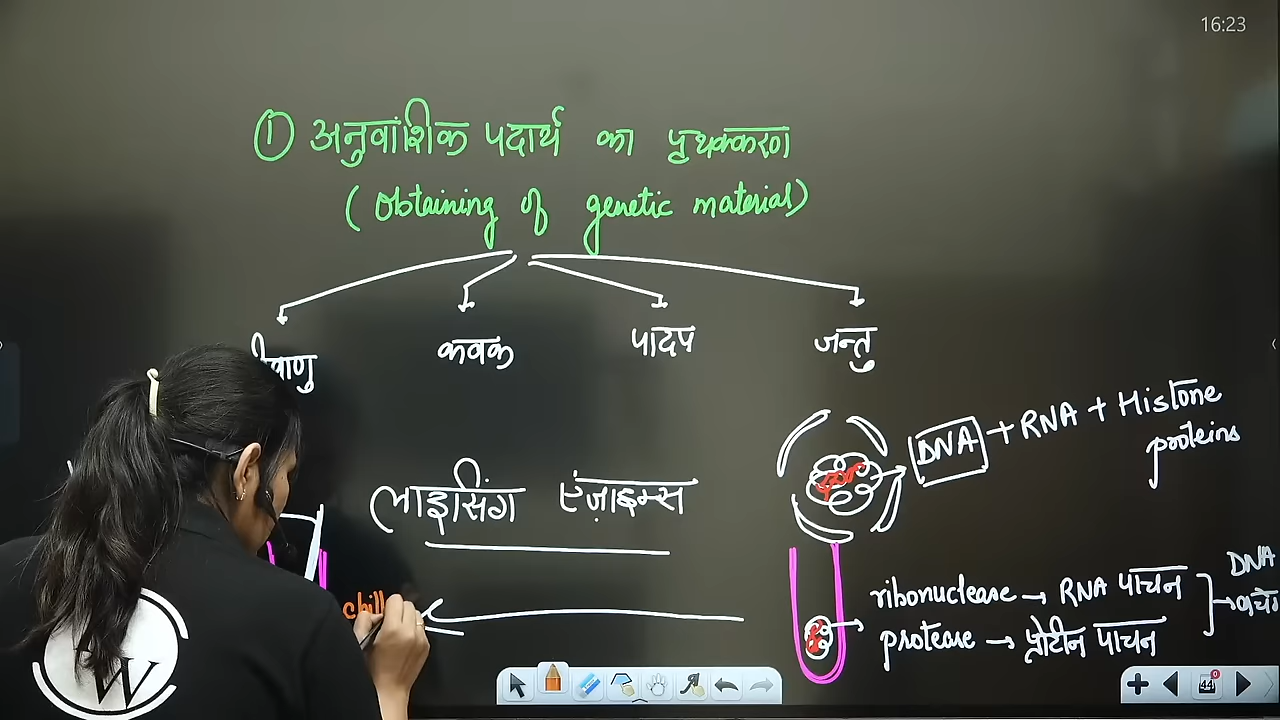 16:23
① अनुवांशिक पदार्थ का पृथक्करण
(Obtaining of genetic material)
कवक
पादप
जन्तु
DNA + RNA + Histone
proteins
लाइसिंग एंज़ाइम्स
chill
ribonuclease → RNA पाचन
protease → प्रोटीन पाचन
DNA
44
W